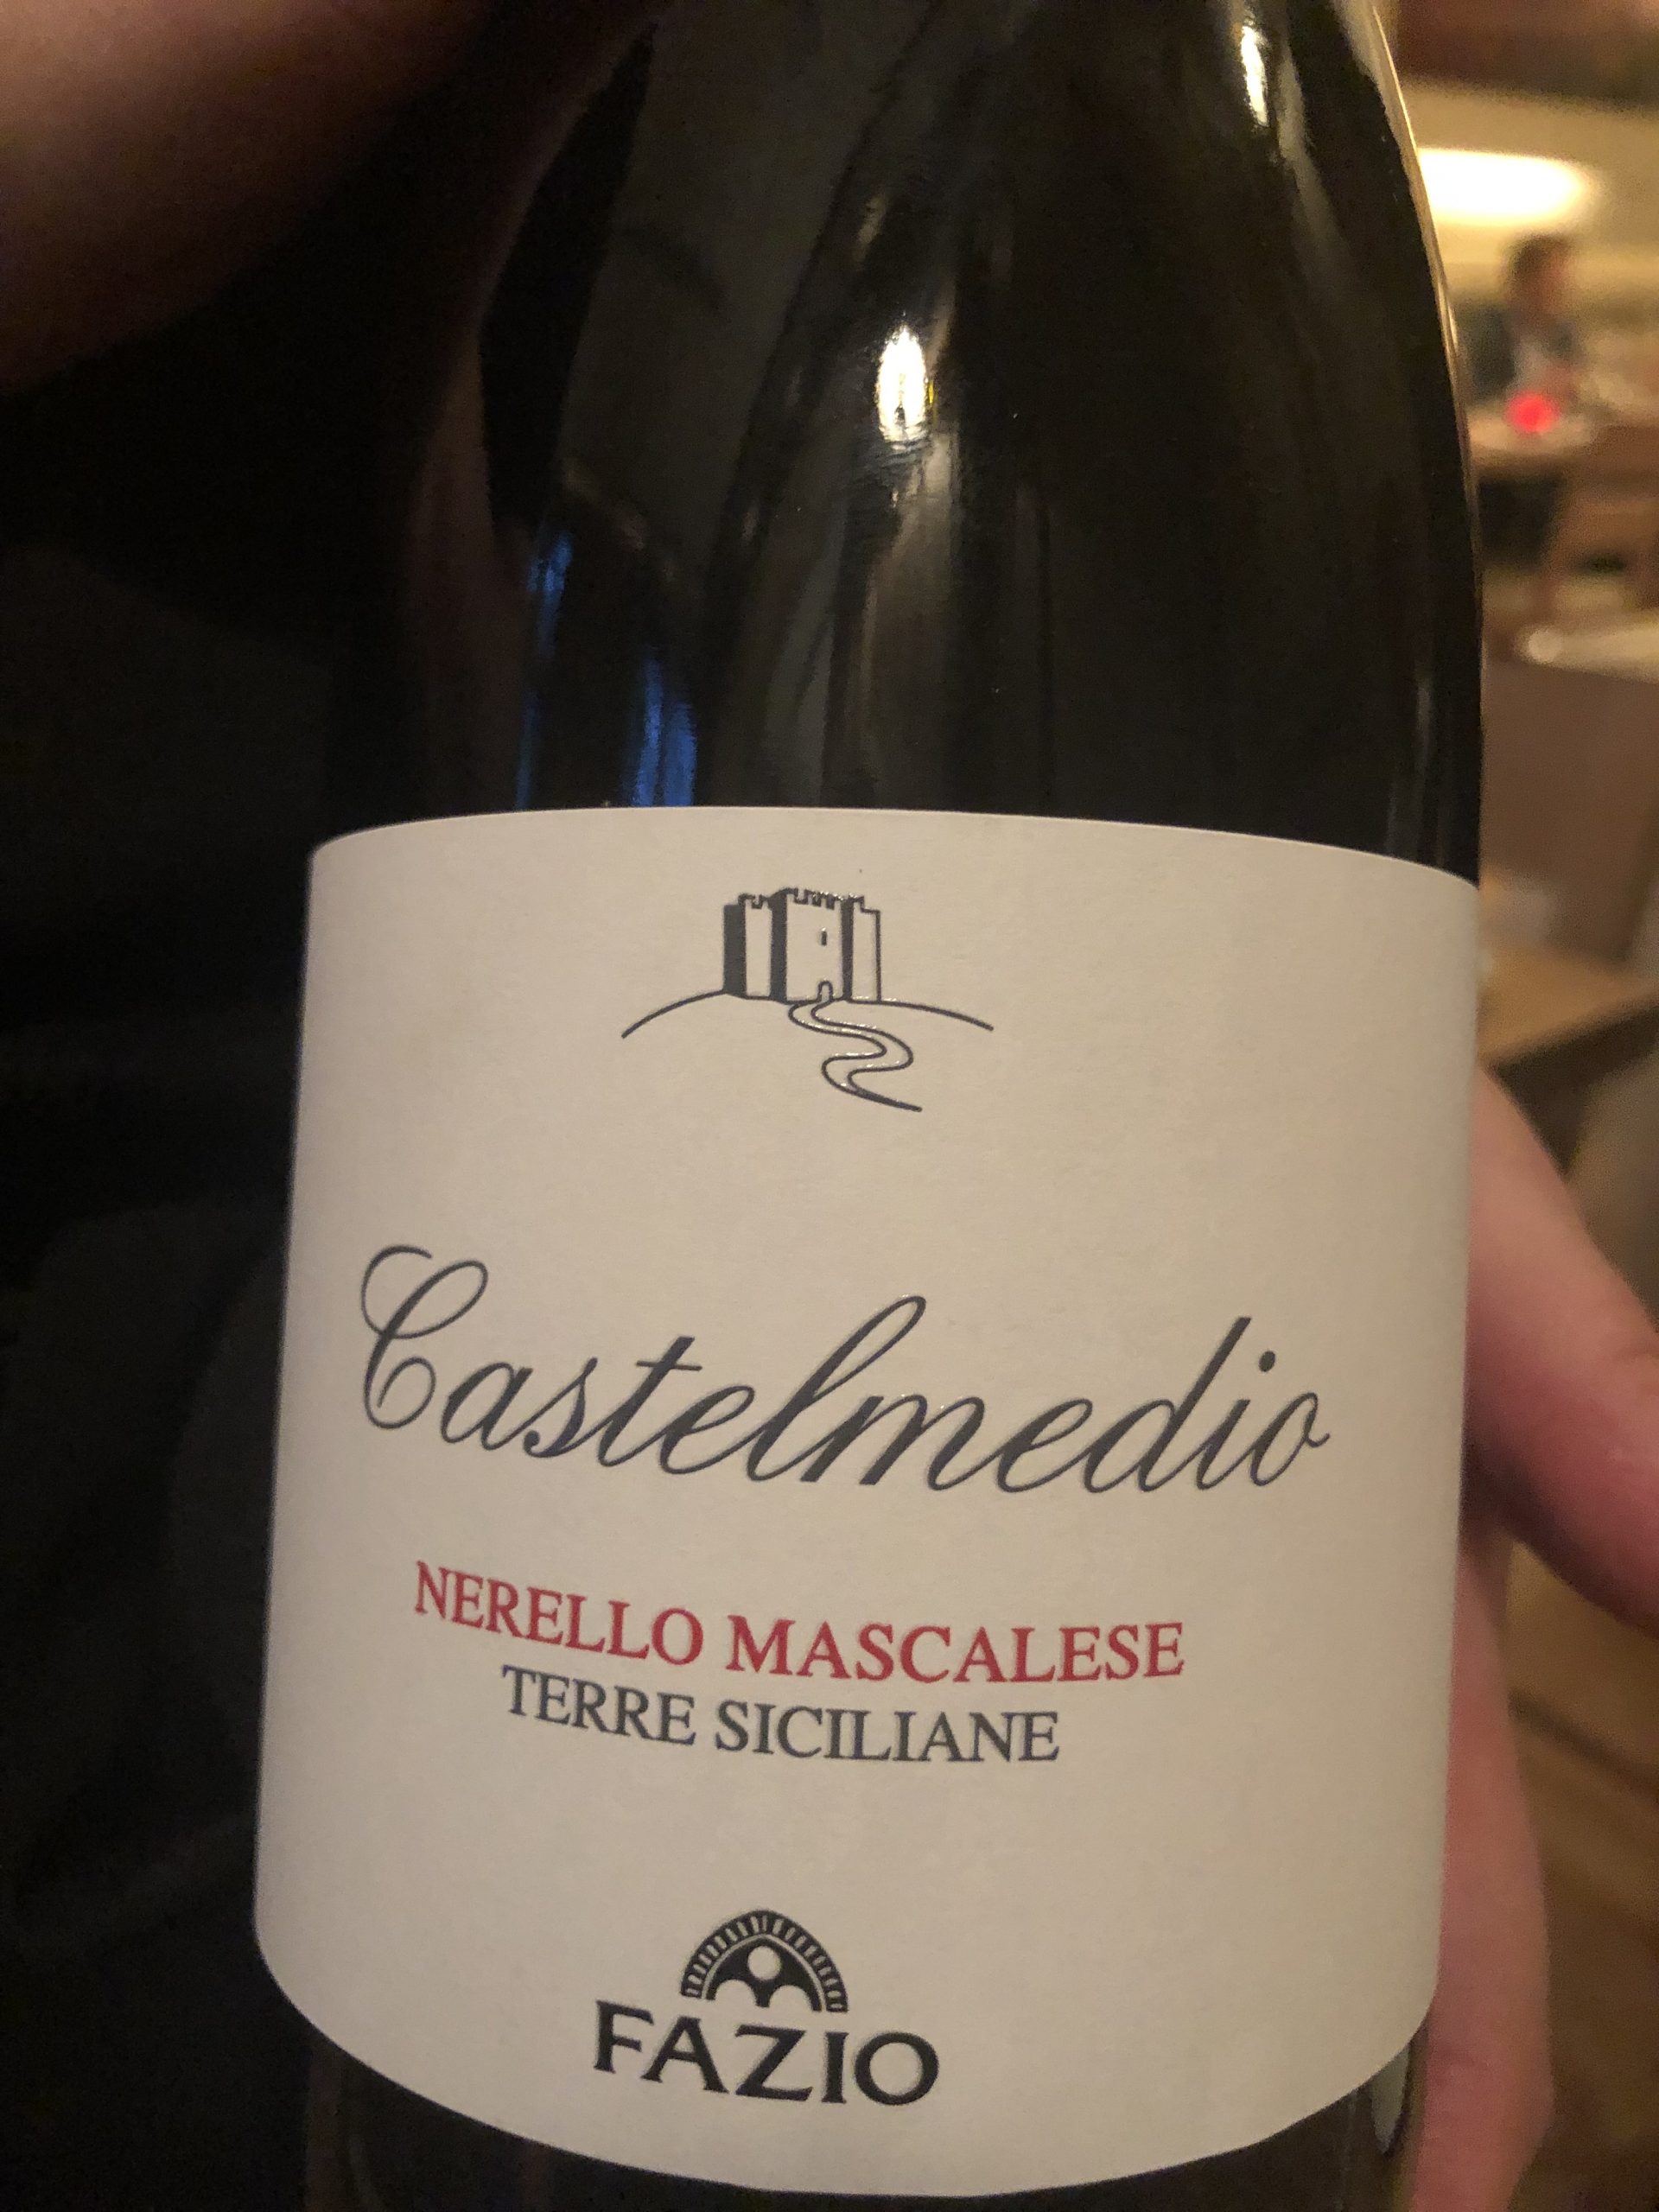 Castelmedio
NERELLO MASCALESE
TERRE SICILIANE
FAZIO